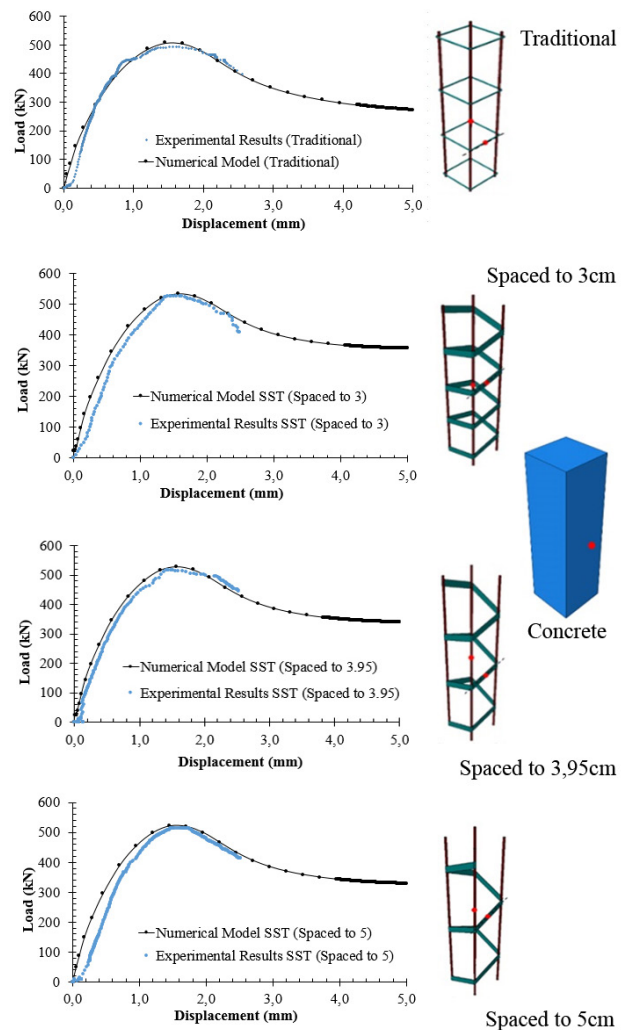 600
500
400
300
200
100
0
Load (kN)
Experimental Results (Traditional)
Numerical Model (Traditional)
0,0 1,0 2,0 3,0 4,0 5,0
Displacement (mm)
Traditional
Spaced to 3cm
600
500
400
300
200
100
0
Load (kN)
Numerical Model SST (Spaced to 3)
Experimental Results SST (Spaced to 3)
0,0 1,0 2,0 3,0 4,0 5,0
Displacement (mm)
Concrete
600
500
400
300
200
100
0
Load (kN)
Numerical Model SST (Spaced to 3.95)
Experimental Results SST (Spaced to 3.95)
0,0 1,0 2,0 3,0 4,0 5,0
Displacement (mm)
Spaced to 3,95cm
600
500
400
300
200
100
0
Load (kN)
Numerical Model SST (Spaced to 5)
Experimental Results SST (Spaced to 5)
0,0 1,0 2,0 3,0 4,0 5,0
Displacement (mm)
Spaced to 5cm